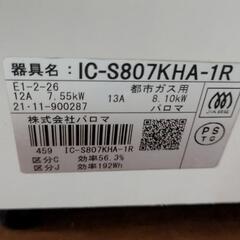 器具名: IC-S807KHA-1R
E1-2-26 都市ガス用
12A 7.55kW 13A 8.10kW
21・11-900287 パロマ
株式会社パロマ
459 IC-S807KHA-1R
区分C 効率56.3%
区分J 効率192Wh
PS
TG